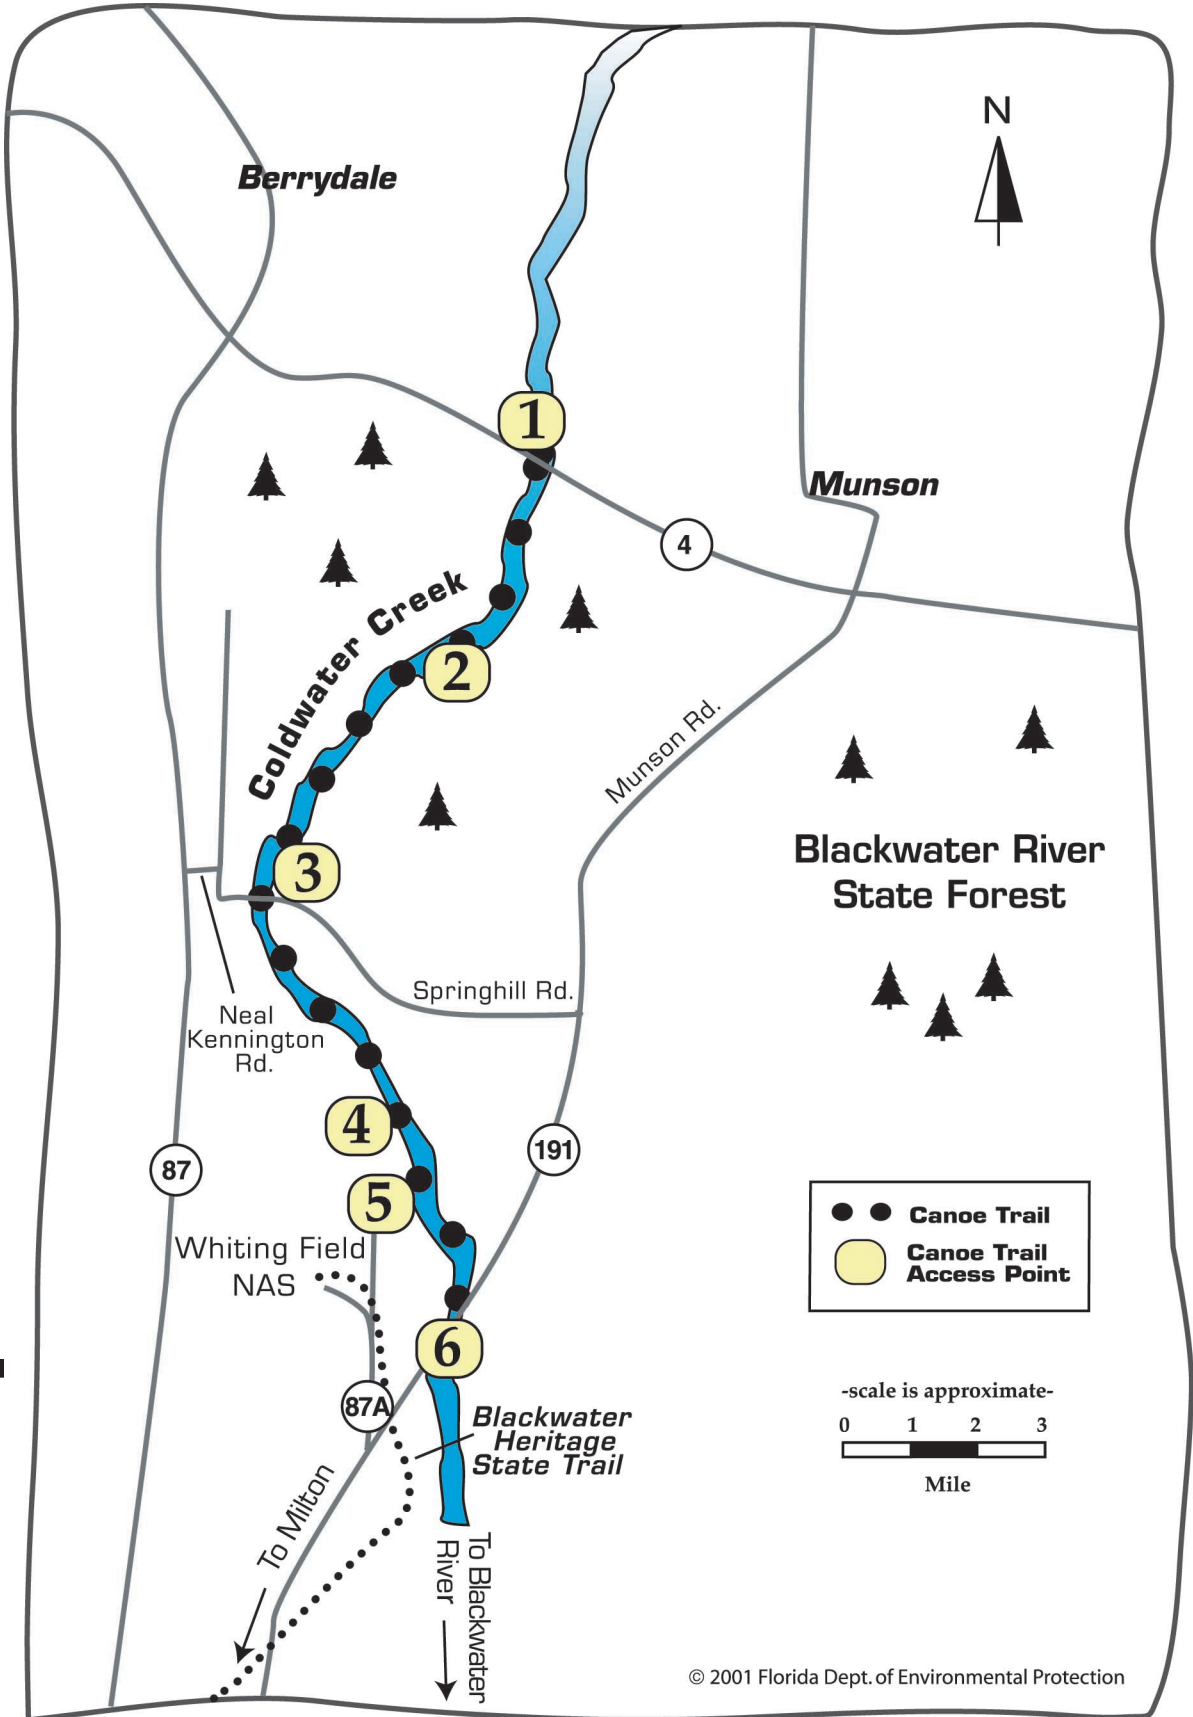 N
Berrydale
1
Munson
4
Coldwater Creek
2
Munson Rd.
Blackwater River
State Forest
3
Springhill Rd.
Neal
Kennington
Rd.
4
191
87
5
Canoe Trail
Canoe Trail
Access Point
Whiting Field
NAS
6
-scale is approximate-
0 1 2 3
Mile
87A
Blackwater
Heritage
State Trail
To Milton
To Blackwater
River
© 2001 Florida Dept. of Environmental Protection